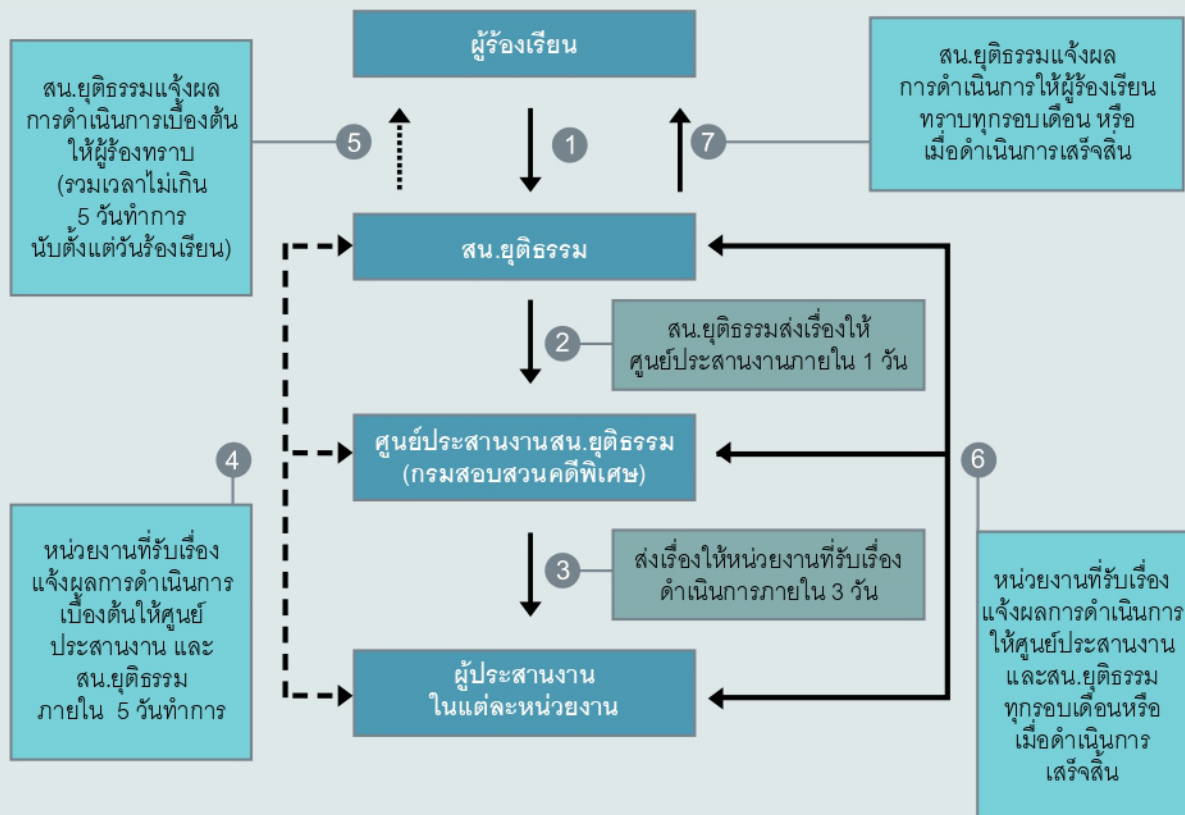 ผู้ร้องเรียน
สน.ยุติธรรมแจ้งผล
การดำเนินการเบื้องต้น
ให้ผู้ร้องทราบ
(รวมเวลาไม่เกิน
5 วันทำการ
นับตั้งแต่วันร้องเรียน)
5
1
7
สน.ยุติธรรมแจ้งผล
การดำเนินการให้ผู้ร้องเรียน
ทราบทุกรอบเดือน หรือ
เมื่อดำเนินการเสร็จสิ้น
สน.ยุติธรรม
2
สน.ยุติธรรมส่งเรื่องให้
ศูนย์ประสานงานภายใน 1 วัน
ศูนย์ประสานงานสน.ยุติธรรม
(กรมสอบสวนคดีพิเศษ)
3
ส่งเรื่องให้หน่วยงานที่รับเรื่อง
ดำเนินการภายใน 3 วัน
4
หน่วยงานที่รับเรื่อง
แจ้งผลการดำเนินการ
เบื้องต้นให้ศูนย์
ประสานงาน และ
สน.ยุติธรรม
ภายใน 5 วันทำการ
ผู้ประสานงาน
ในแต่ละหน่วยงาน
6
หน่วยงานที่รับเรื่อง
แจ้งผลการดำเนินการ
ให้ศูนย์ประสานงาน
และสน.ยุติธรรม
ทุกรอบเดือนหรือ
เมื่อดำเนินการ
เสร็จสิ้น